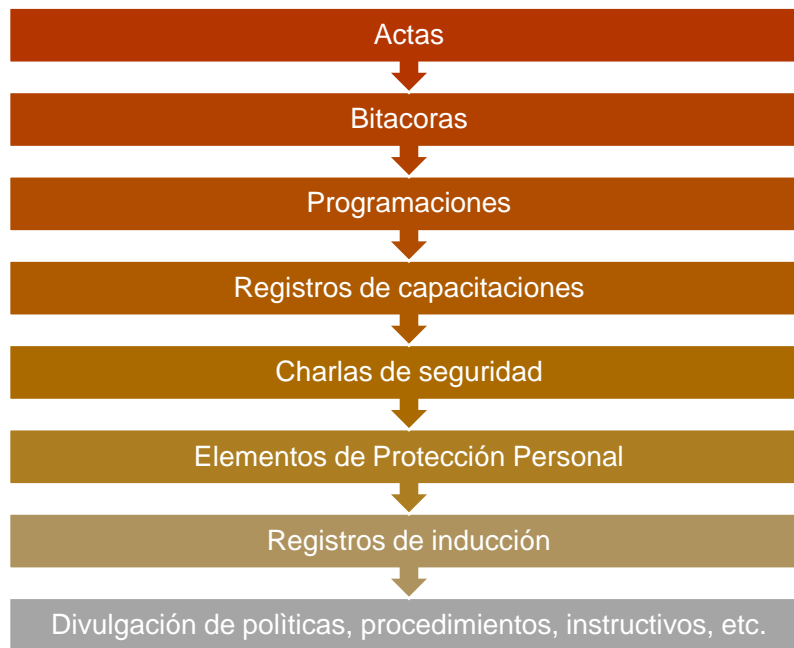 Actas
Bitacoras
Programaciones
Registros de capacitaciones
Charlas de seguridad
Elementos de Protección Personal
Registros de inducción
Divulgación de polìticas, procedimientos, instructivos, etc.